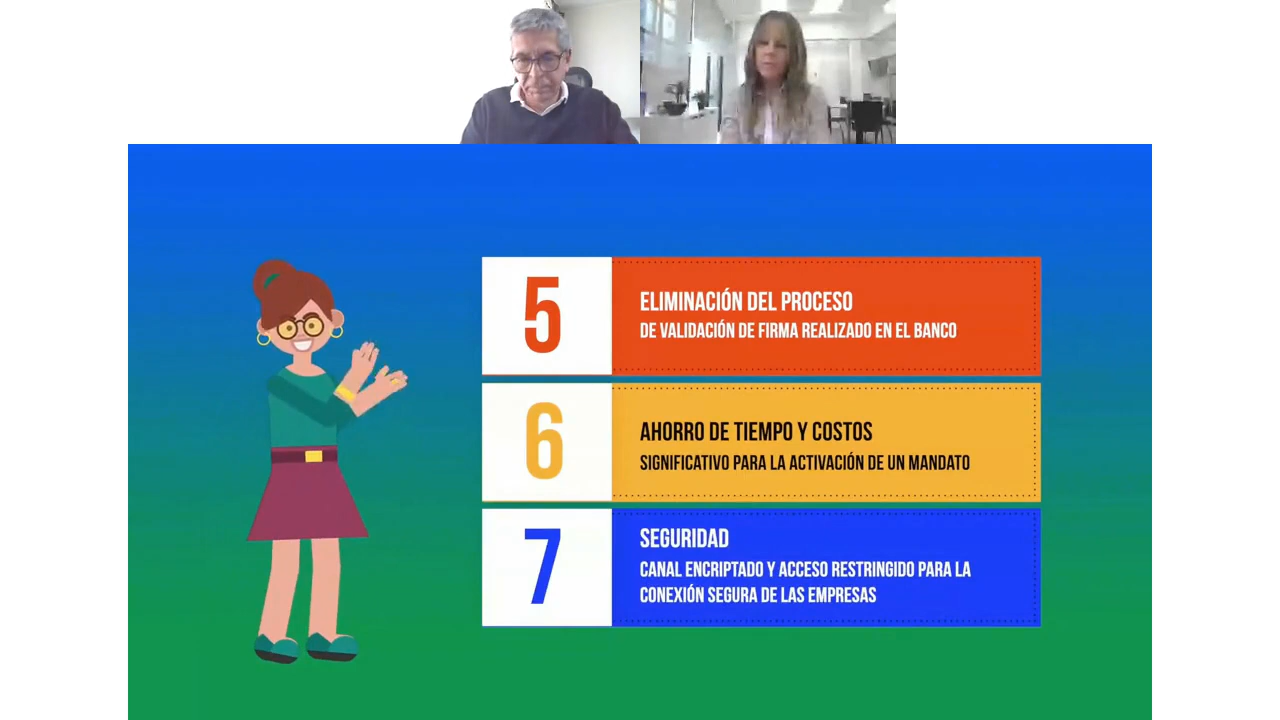 5
ELIMINACIÓN DEL PROCESO
DE VALIDACIÓN DE FIRMA REALIZADO EN EL BANCO
6
AHORRO DE TIEMPO Y COSTOS
SIGNIFICATIVO PARA LA ACTIVACIÓN DE UN MANDATO
7
SEGURIDAD
CANAL ENCRIPTADO Y ACCESO RESTRINGIDO PARA LA
CONEXIÓN SEGURA DE LAS EMPRESAS